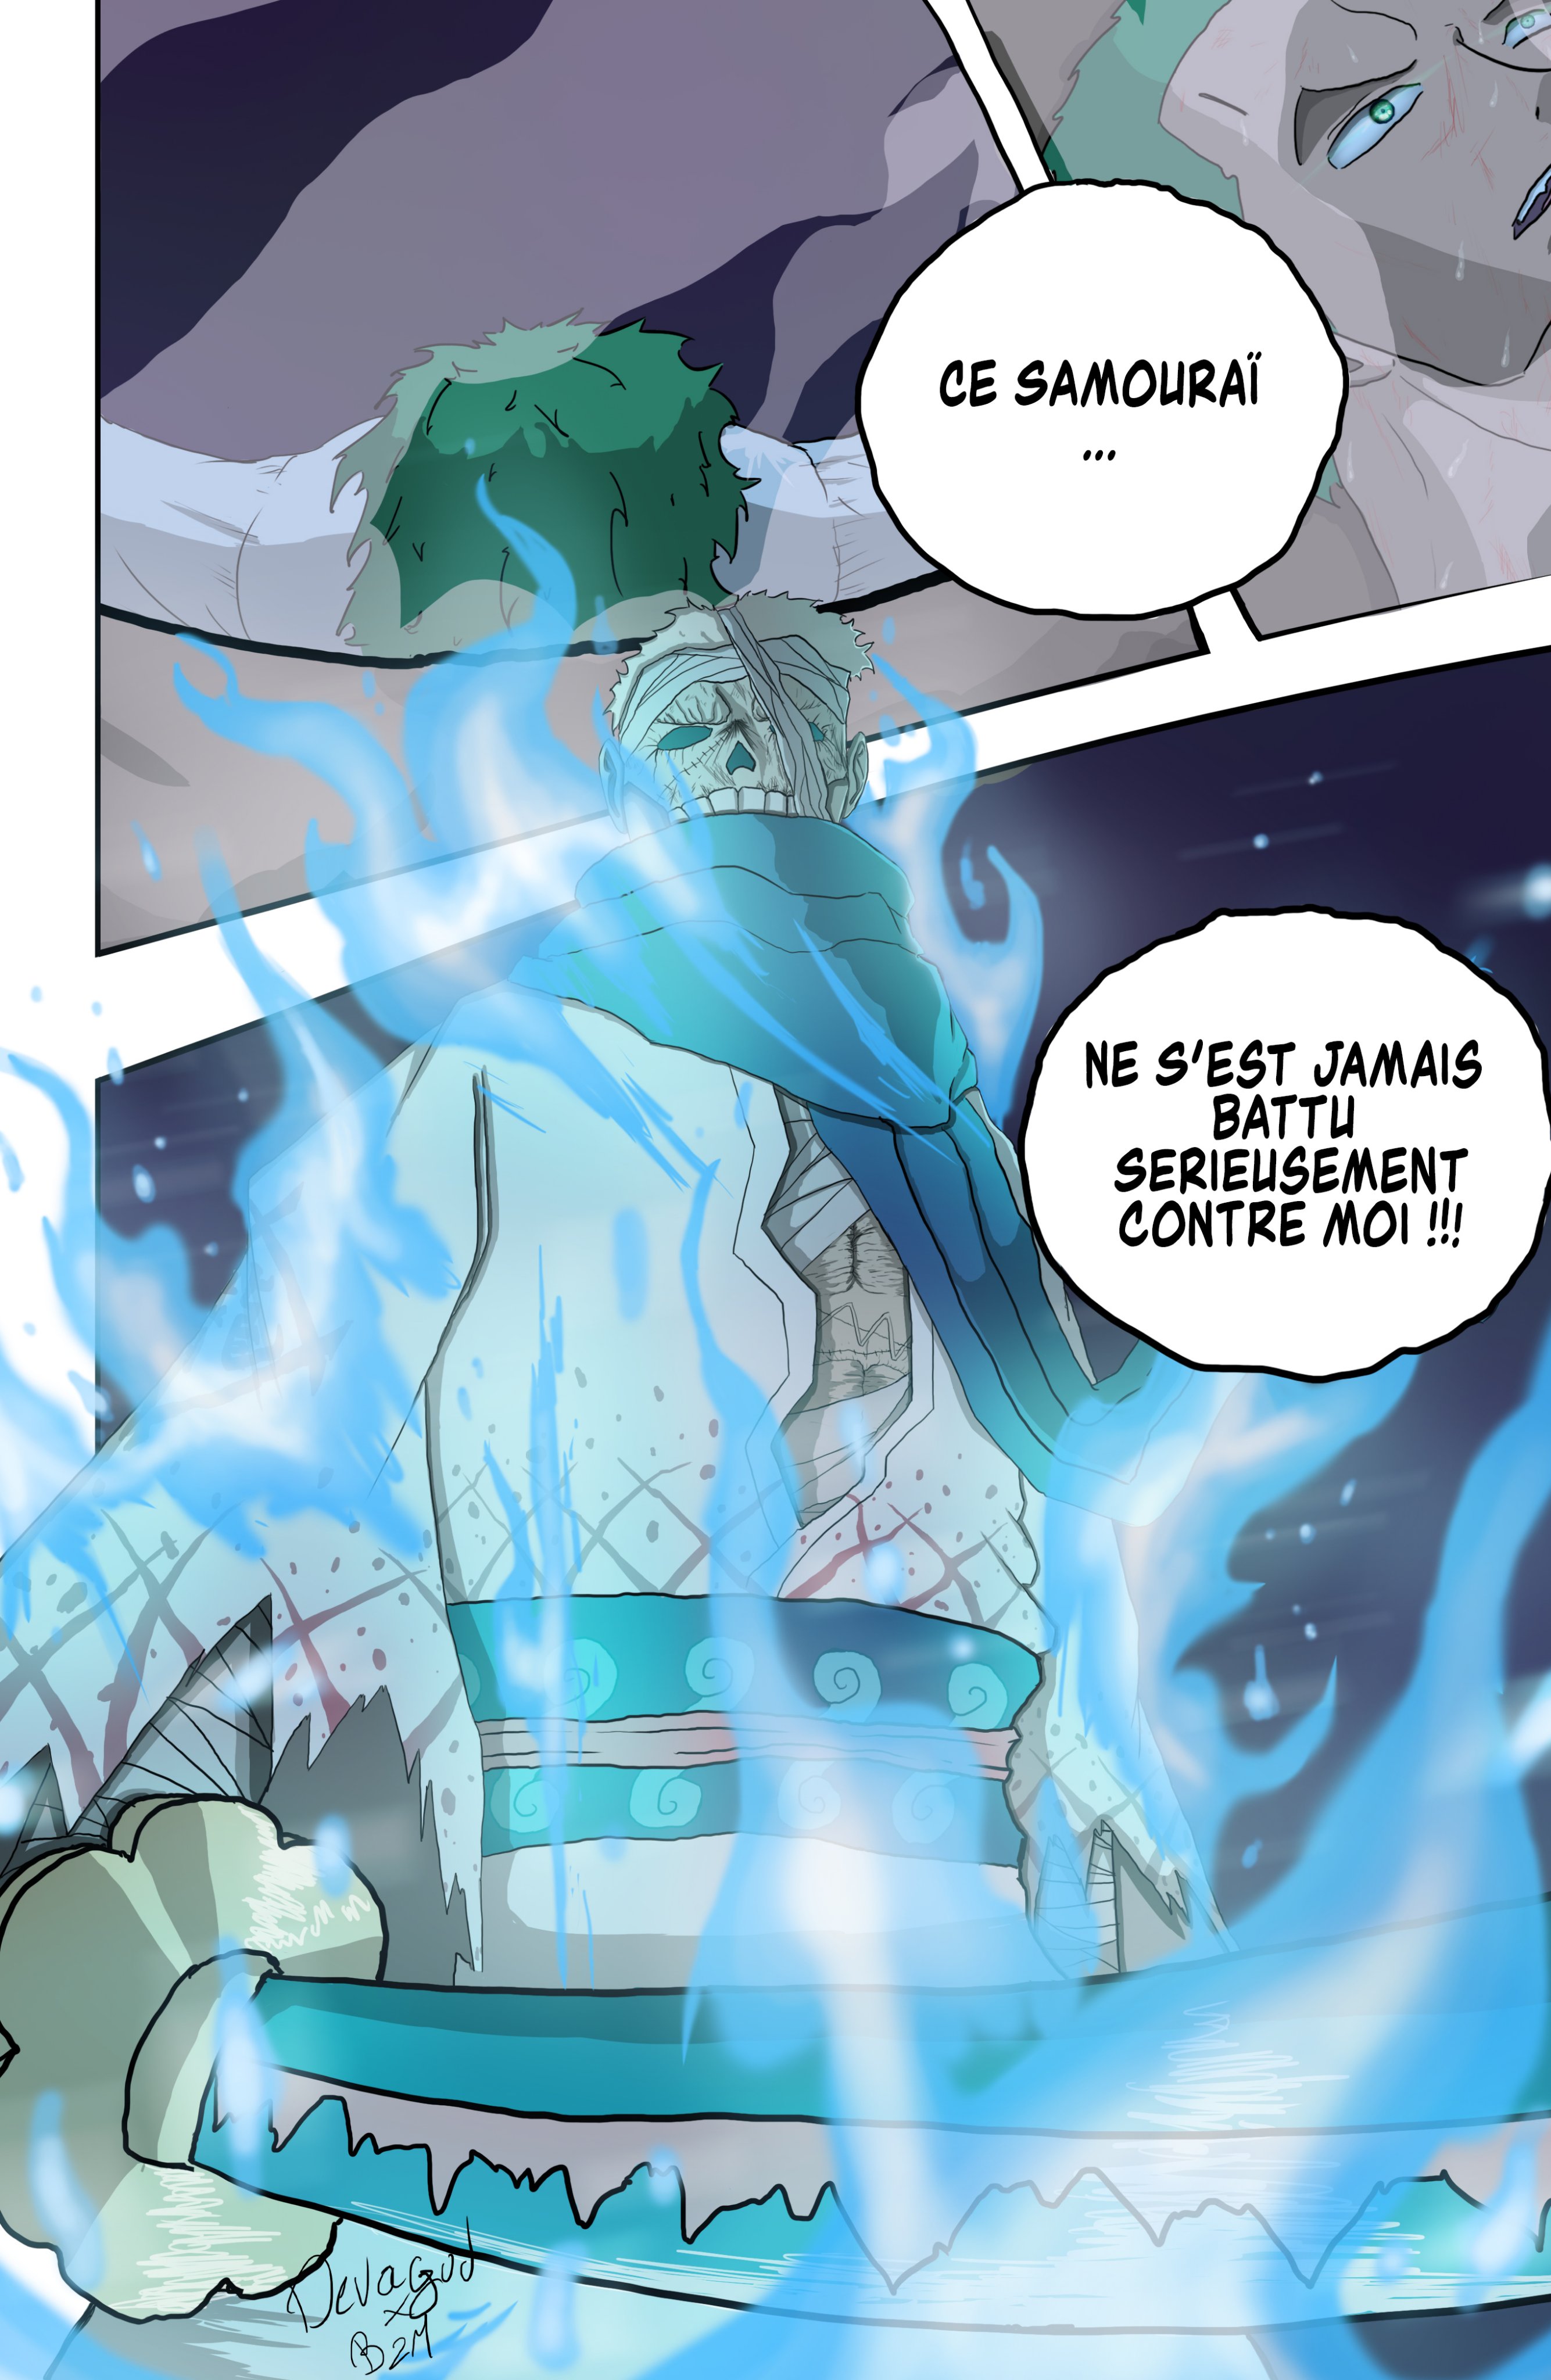 CE SAMOURAÏ
...
NE S'EST JAMAIS
BATTU
SERIEUSEMENT
CONTRE MOI !!!
DevaGod
X
B2M